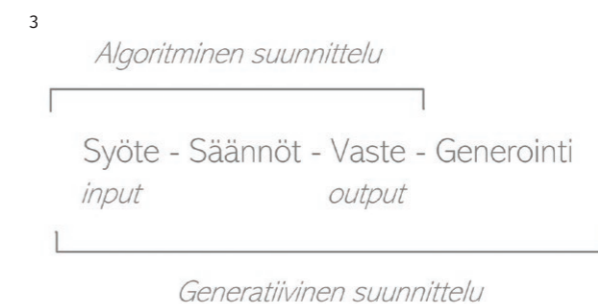 3
Algoritminen suunnittelu
Syöte - Säännöt - Vaste - Generointi
input output
Generatiivinen suunnittelu